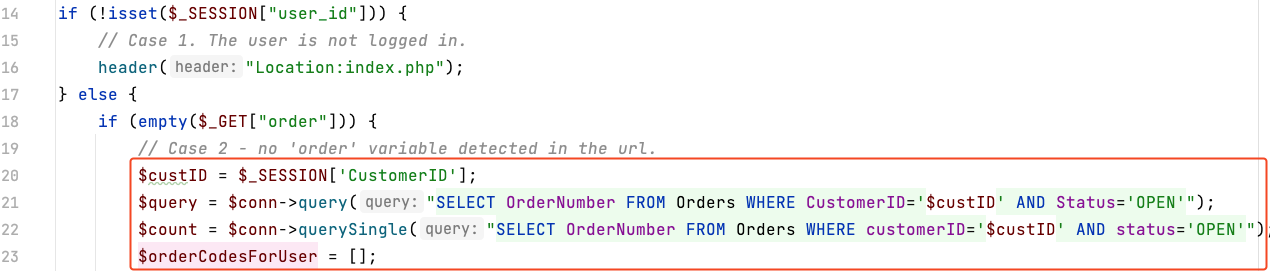 14 if (!isset($_SESSION["user_id"])) {
15 // Case 1. The user is not logged in.
16 header( header: "Location:index.php");
17 } else {
18 if (empty($_GET["order"])) {
19 // Case 2 - no 'order' variable detected in the url.
20 $custID = $_SESSION['CustomerID'];
21 $query = $conn->query( query: "SELECT OrderNumber FROM Orders WHERE CustomerID='$custID' AND Status='OPEN'");
22 $count = $conn->querySingle( query: "SELECT OrderNumber FROM Orders WHERE customerID='$custID' AND status='OPEN'");
23 $orderCodesForUser = [];